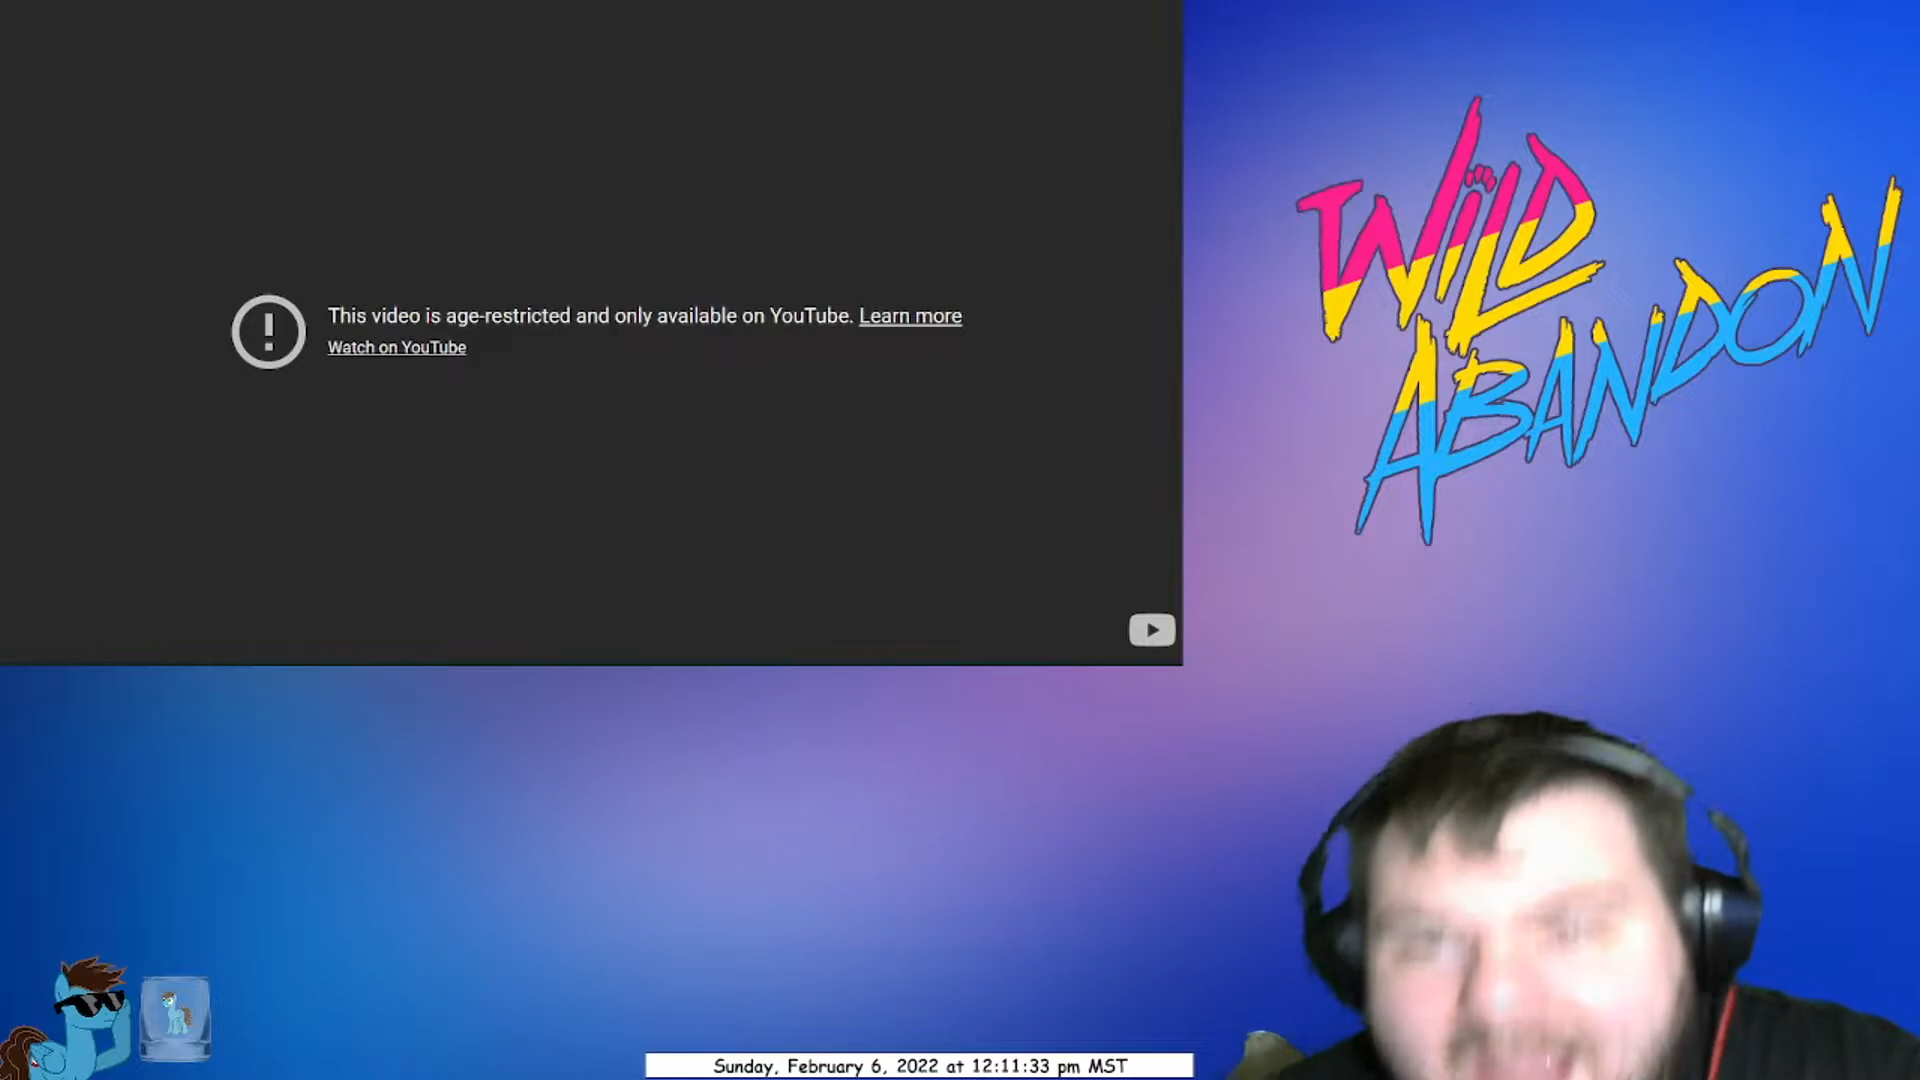 This video is age-restricted and only available on YouTube. Learn more
Watch on YouTube
WILD
ABANDON
Sunday, February 6, 2022 at 12:11:33 pm MST